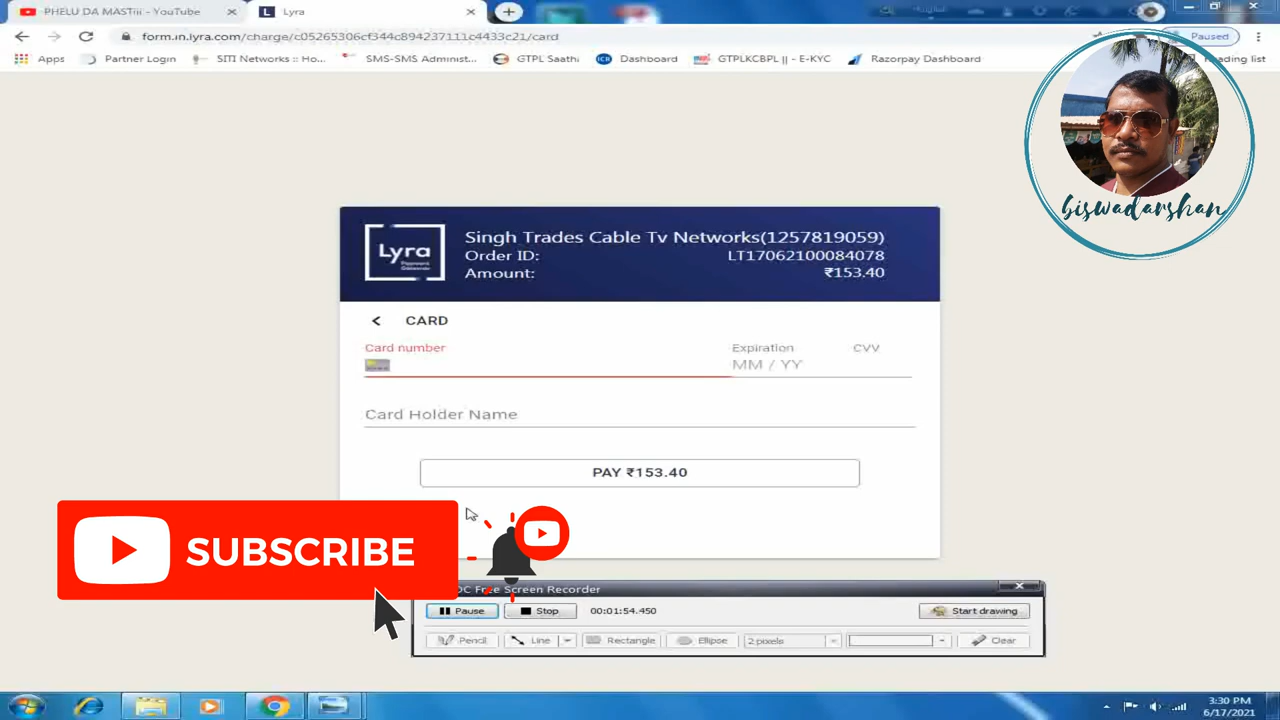 PHELU DA MASTiii - YouTube
Lyra
form.in.lyra.com/charge/c05265306cf344c894237111c4433c21/card
Paused
Apps
Partner Login
SITI Networks :: Ho...
SMS-SMS Administ...
GTPL Saathi
Dashboard
GTPLKCBPL || - E-KYC
Razorpay Dashboard
Reading list
biswadarshan
Lyra
Singh Trades Cable Tv Networks(1257819059)
Order ID: LT17062100084078
Amount: ₹153.40
< CARD
Card number
Expiration
CVV
MM / YY
Card Holder Name
PAY ₹153.40
SUBSCRIBE
Free Screen Recorder
Pause
Stop
00:01:54.450
Start drawing
Pencil
Line
Rectangle
Ellipse
2 pixels
Clear
3:30 PM
6/17/2021